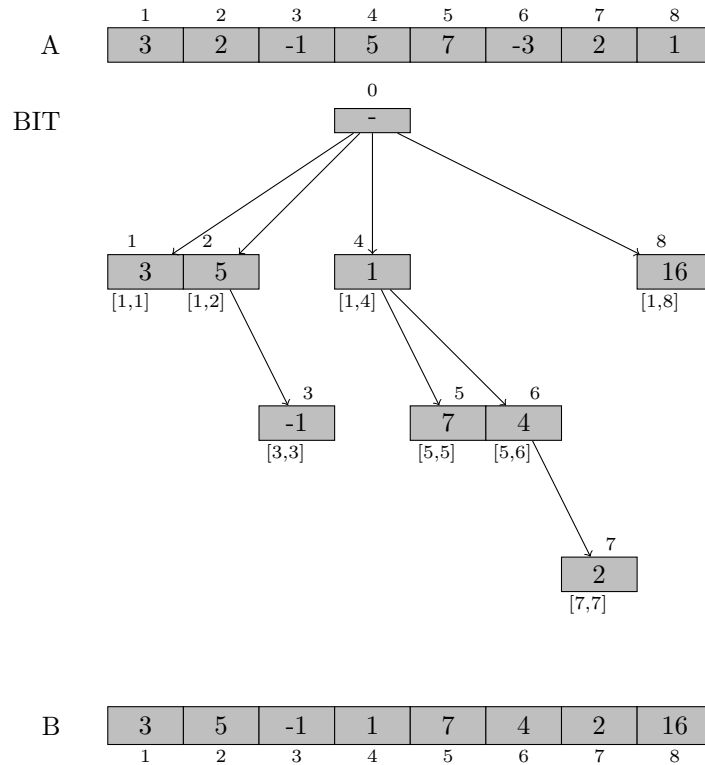 1 2 3 4 5 6 7 8
A 3 2 -1 5 7 -3 2 1
0
BIT -
1 2 4 8
3 5 1 16
[1,1] [1,2] [1,4] [1,8]
3 5 6
-1 7 4
[3,3] [5,5] [5,6]
7
2
[7,7]
B 3 5 -1 1 7 4 2 16
1 2 3 4 5 6 7 8